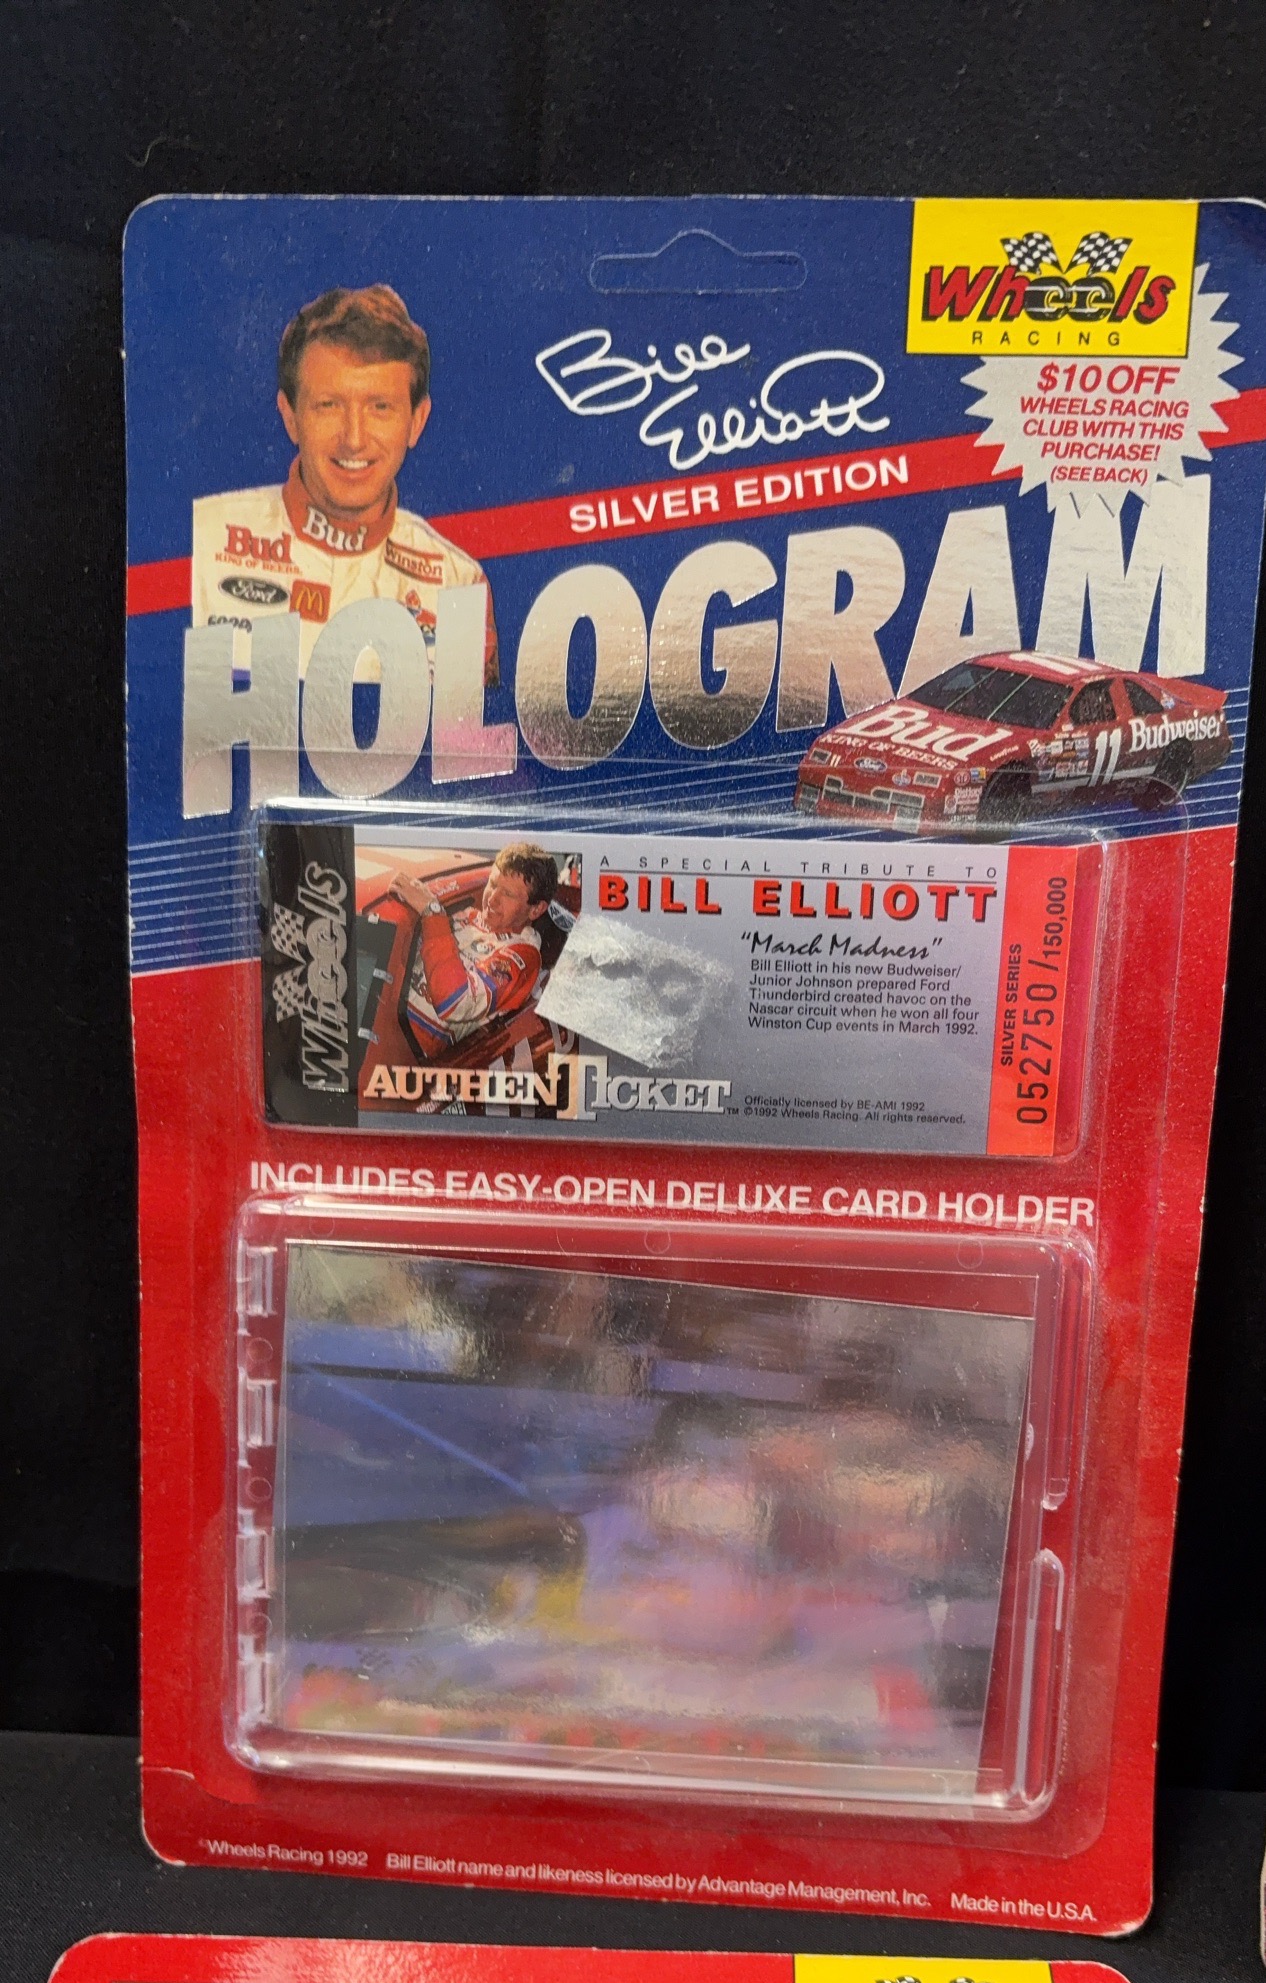 Wheels
RACING
$10 OFF
WHEELS RACING
CLUB WITH THIS
PURCHASE!
(SEE BACK)
Bill
Elliott
SILVER EDITION
HOLOGRAM
Bud
Bud
KING OF BEERS.
Winston
Ford
Bud
KING OF BEERS
11
Budweiser
Wheels
A SPECIAL TRIBUTE TO
BILL ELLIOTT
"March Madness"
Bill Elliott in his new Budweiser/
Junior Johnson prepared Ford
Thunderbird created havoc on the
Nascar circuit when he won all four
Winston Cup events in March 1992.
AUTHENTICKET™
Officially licensed by BE-AMI 1992
©1992 Wheels Racing. All rights reserved.
SILVER SERIES
052750 /150,000
INCLUDES EASY-OPEN DELUXE CARD HOLDER
©Wheels Racing 1992 Bill Elliott name and likeness licensed by Advantage Management, Inc. Made in the U.S.A.